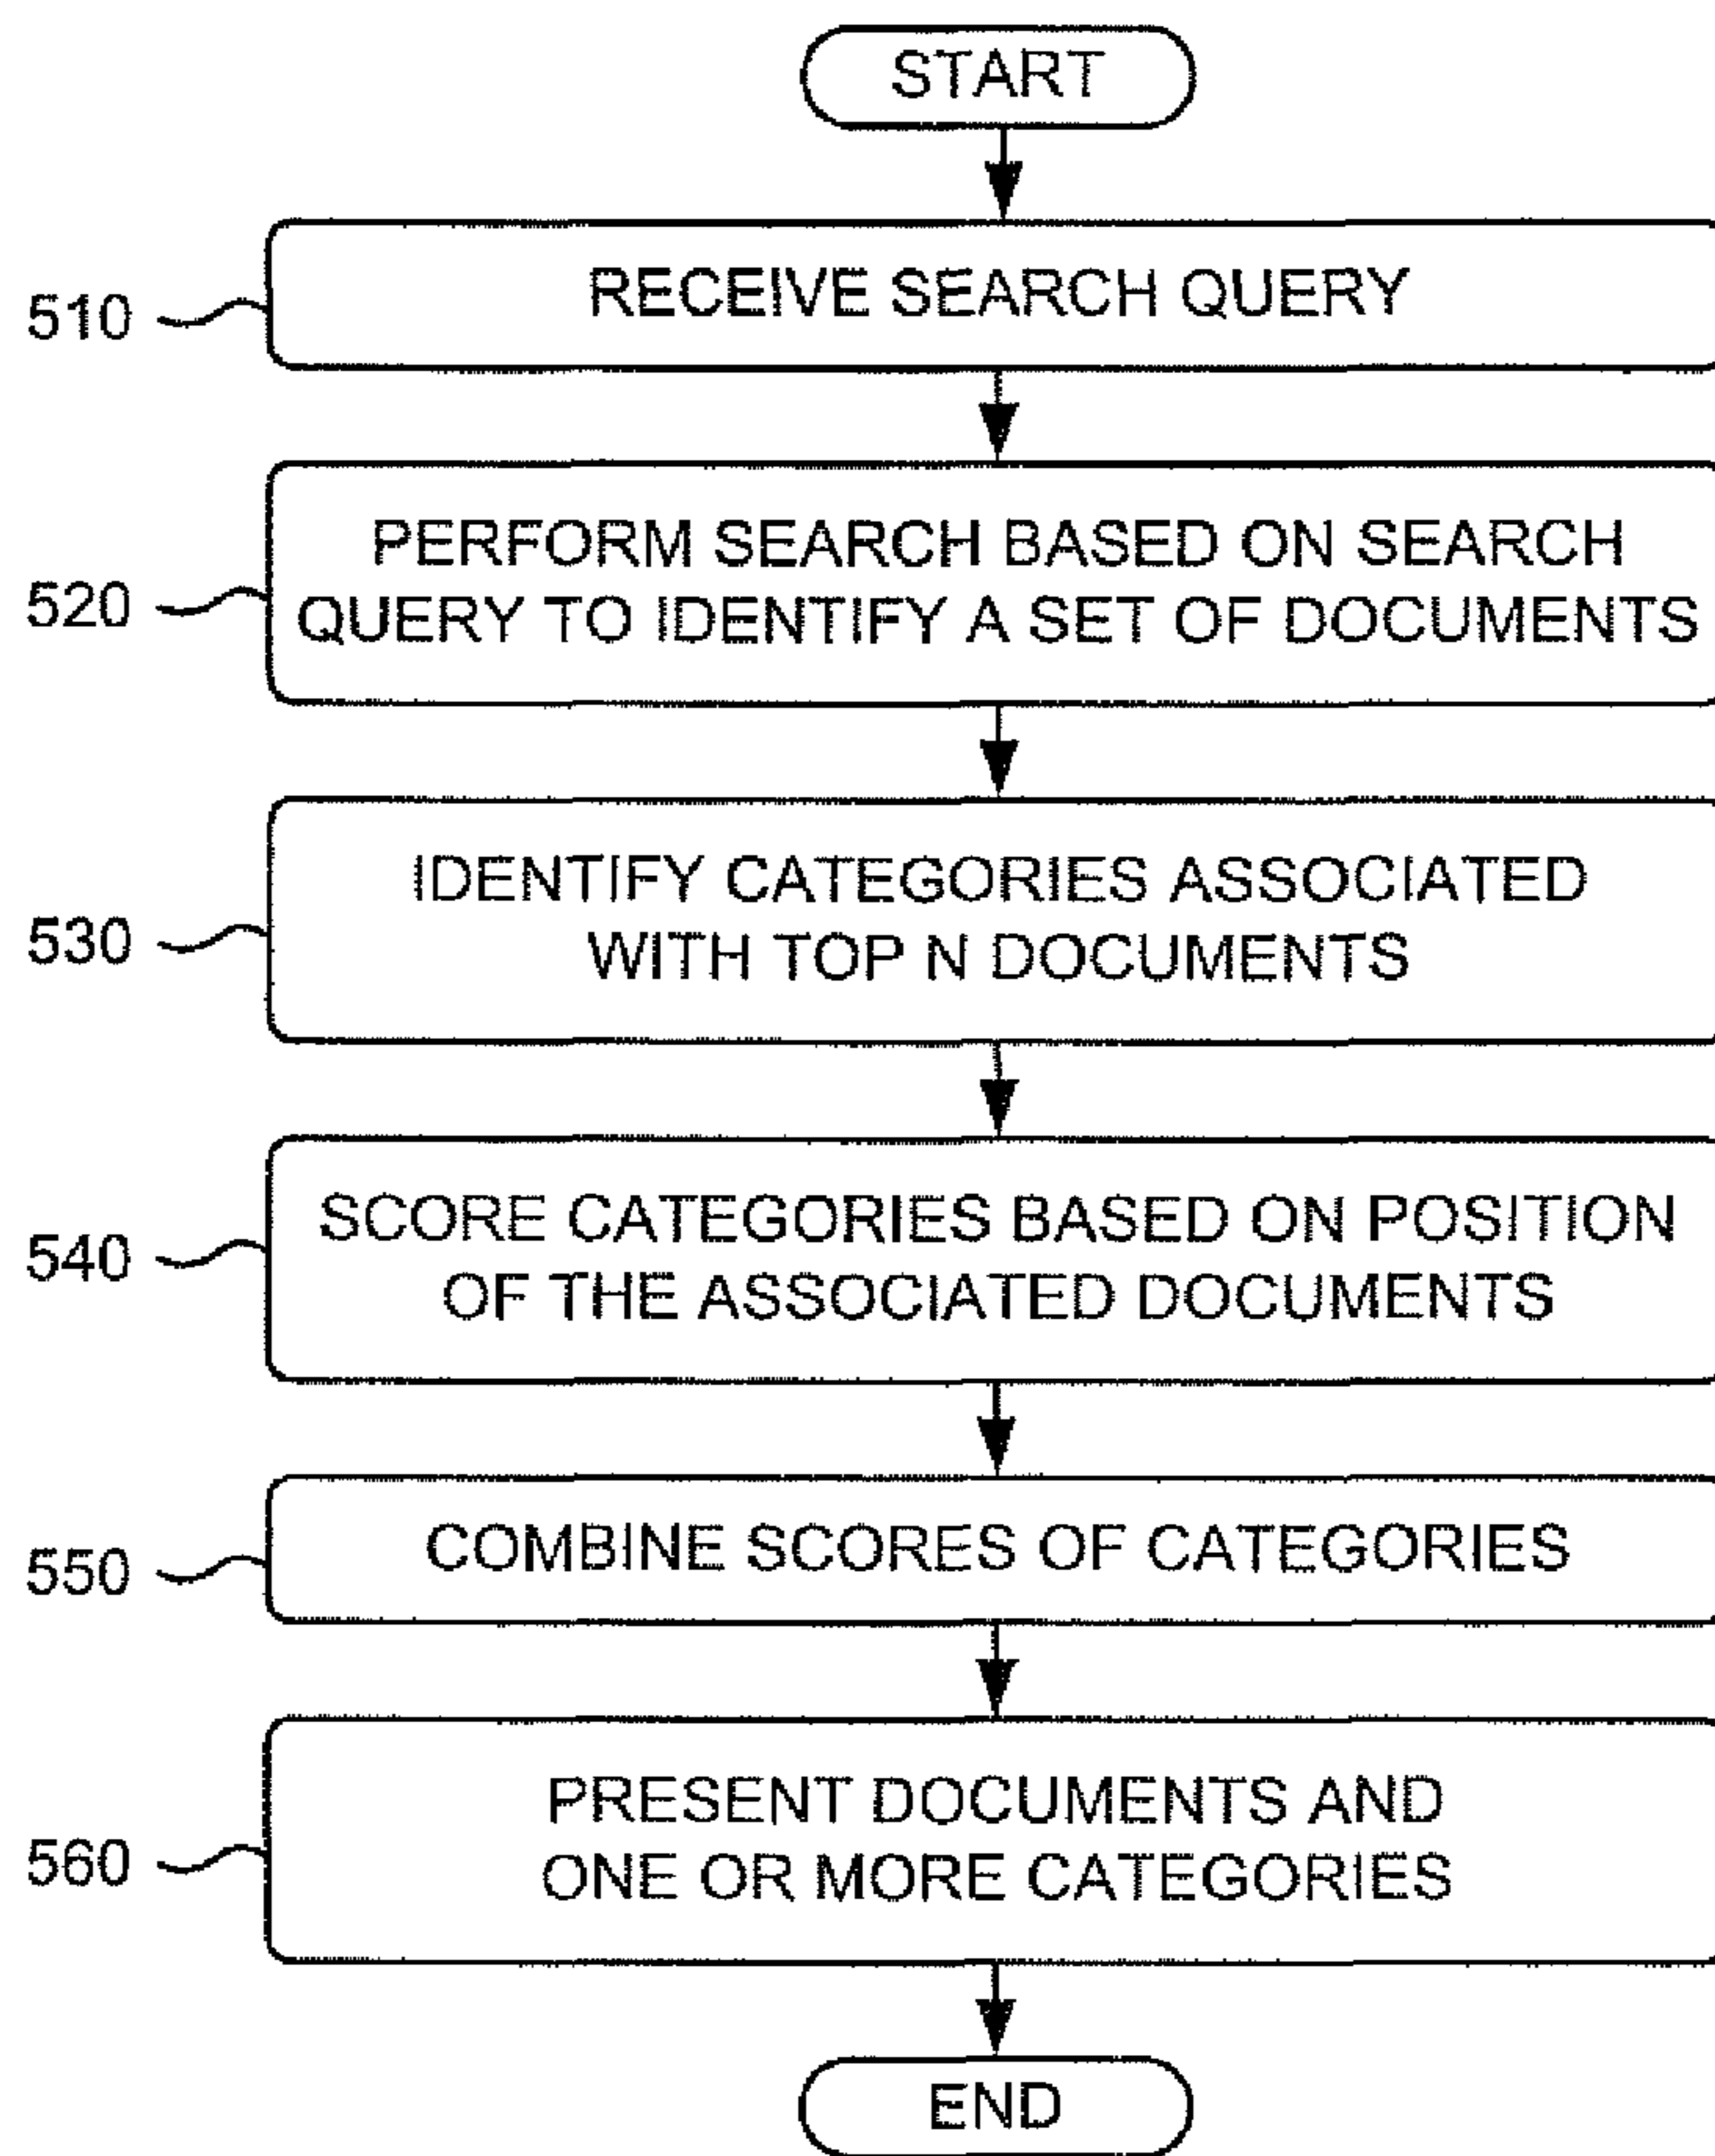 START
510
RECEIVE SEARCH QUERY
520
PERFORM SEARCH BASED ON SEARCH
QUERY TO IDENTIFY A SET OF DOCUMENTS
530
IDENTIFY CATEGORIES ASSOCIATED
WITH TOP N DOCUMENTS
540
SCORE CATEGORIES BASED ON POSITION
OF THE ASSOCIATED DOCUMENTS
550
COMBINE SCORES OF CATEGORIES
560
PRESENT DOCUMENTS AND
ONE OR MORE CATEGORIES
END